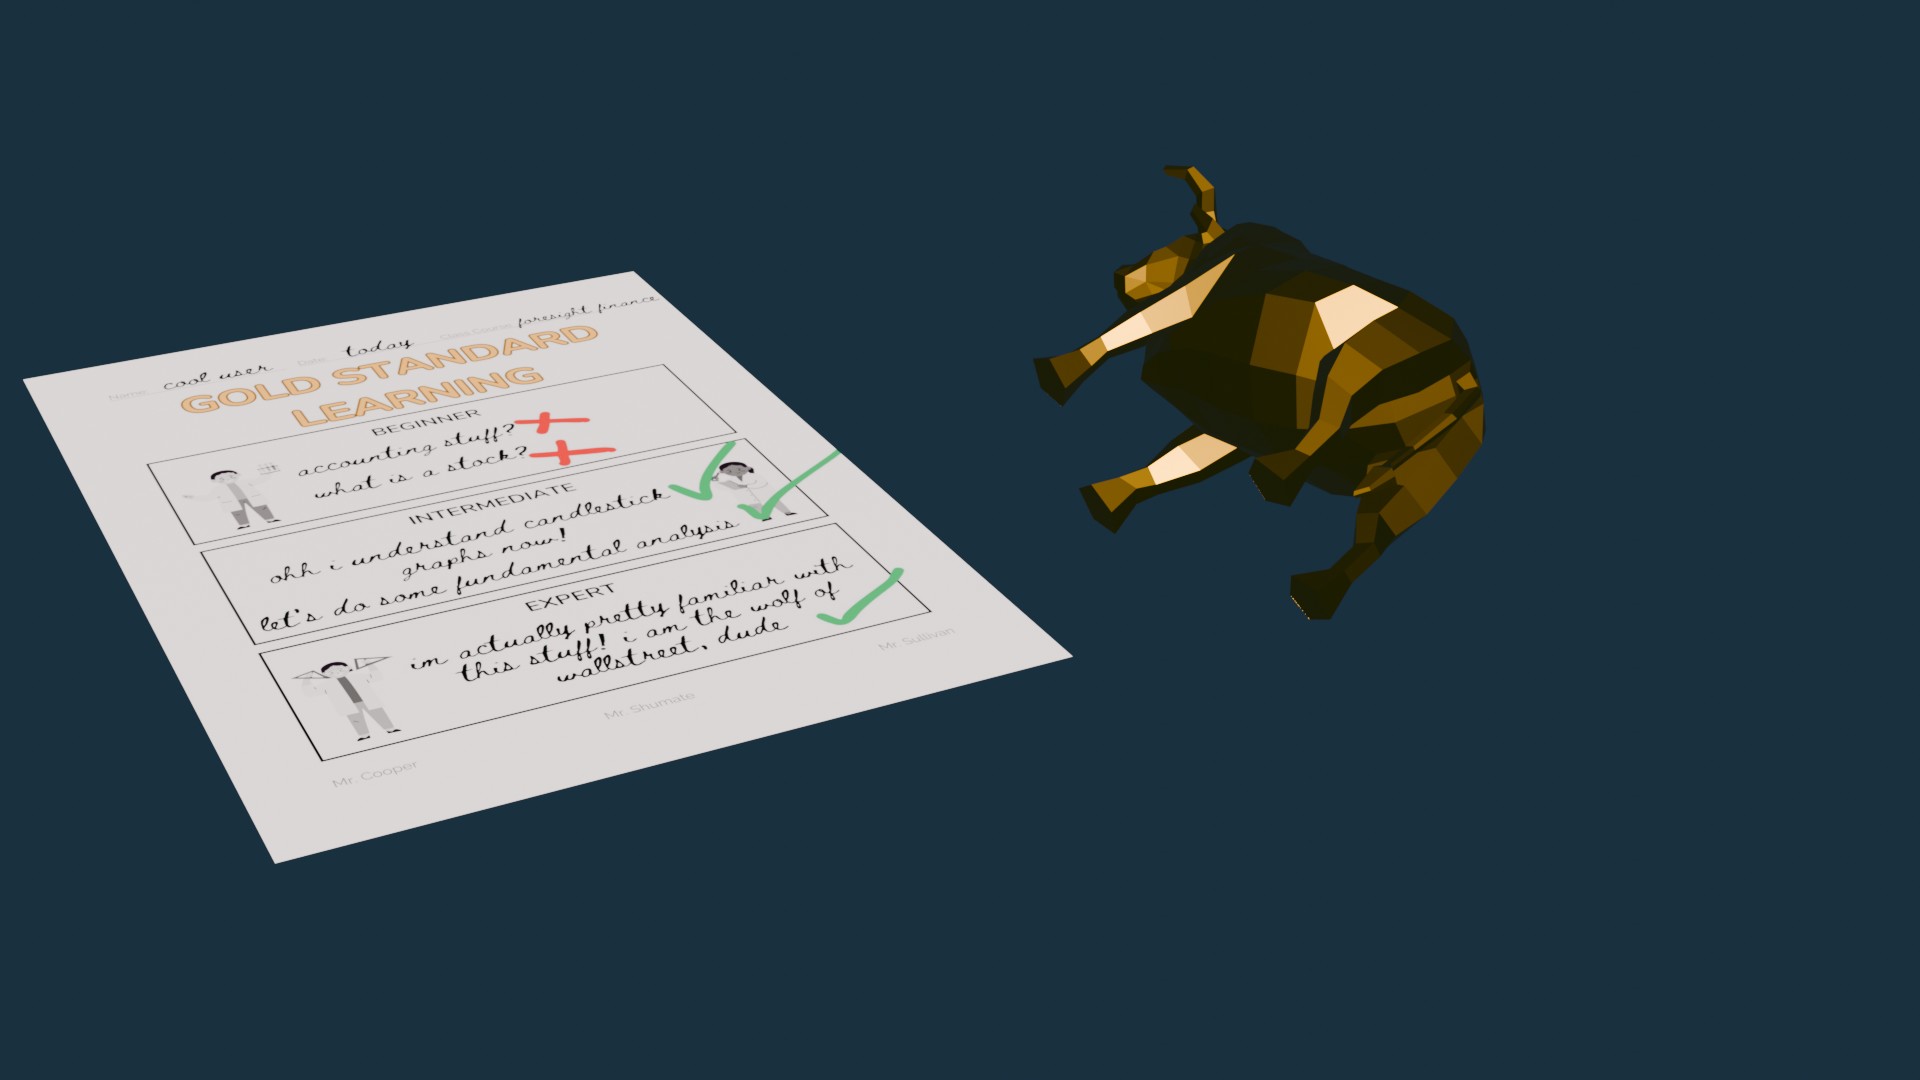 Name: cool user Date: today Class Course: foresight finance
GOLD STANDARD
LEARNING
BEGINNER
accounting stuff?
what is a stock?
INTERMEDIATE
ohh i understand candlestick
graphs now!
let's do some fundamental analysis
EXPERT
im actually pretty familiar with
this stuff! i am the wolf of
wallstreet, dude
Mr. Cooper
Mr. Shumate
Mr. Sullivan